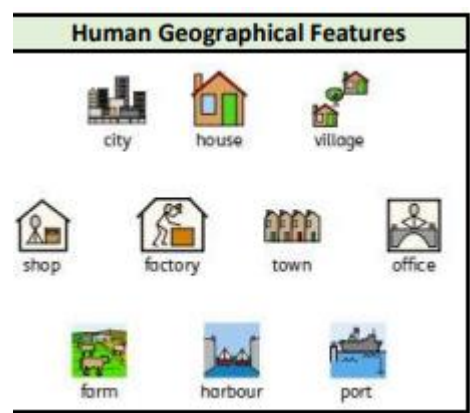 Human Geographical Features
city house village
shop factory town office
farm harbour port